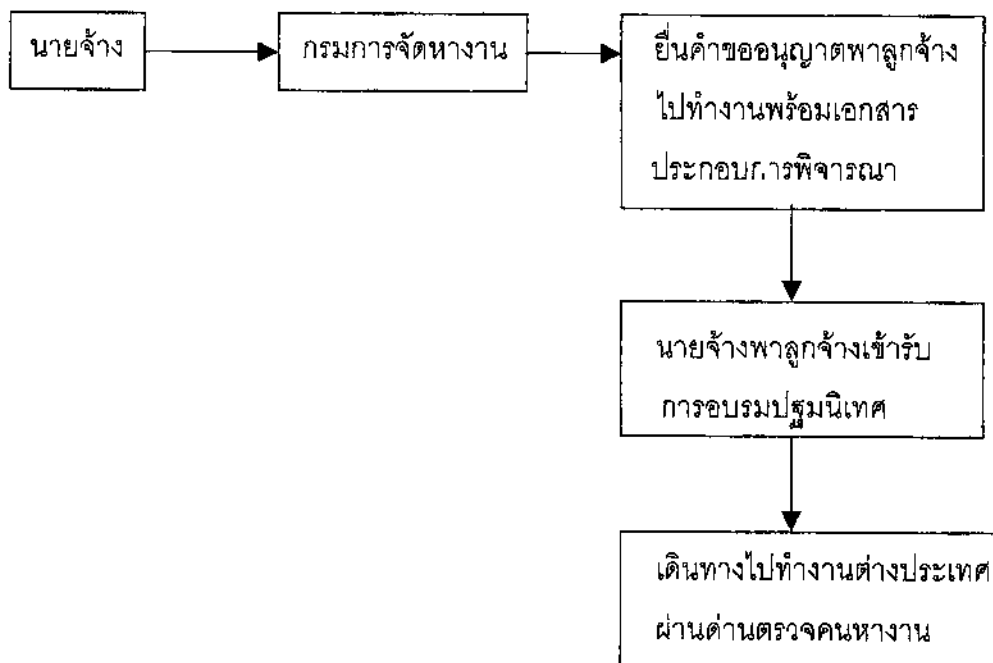 นายจ้าง
กรมการจัดหางาน
ยื่นคำขออนุญาตพาลูกจ้าง
ไปทำงานพร้อมเอกสาร
ประกอบการพิจารณา
นายจ้างพาลูกจ้างเข้ารับ
การอบรมปฐมนิเทศ
เดินทางไปทำงานต่างประเทศ
ผ่านด่านตรวจคนหางาน